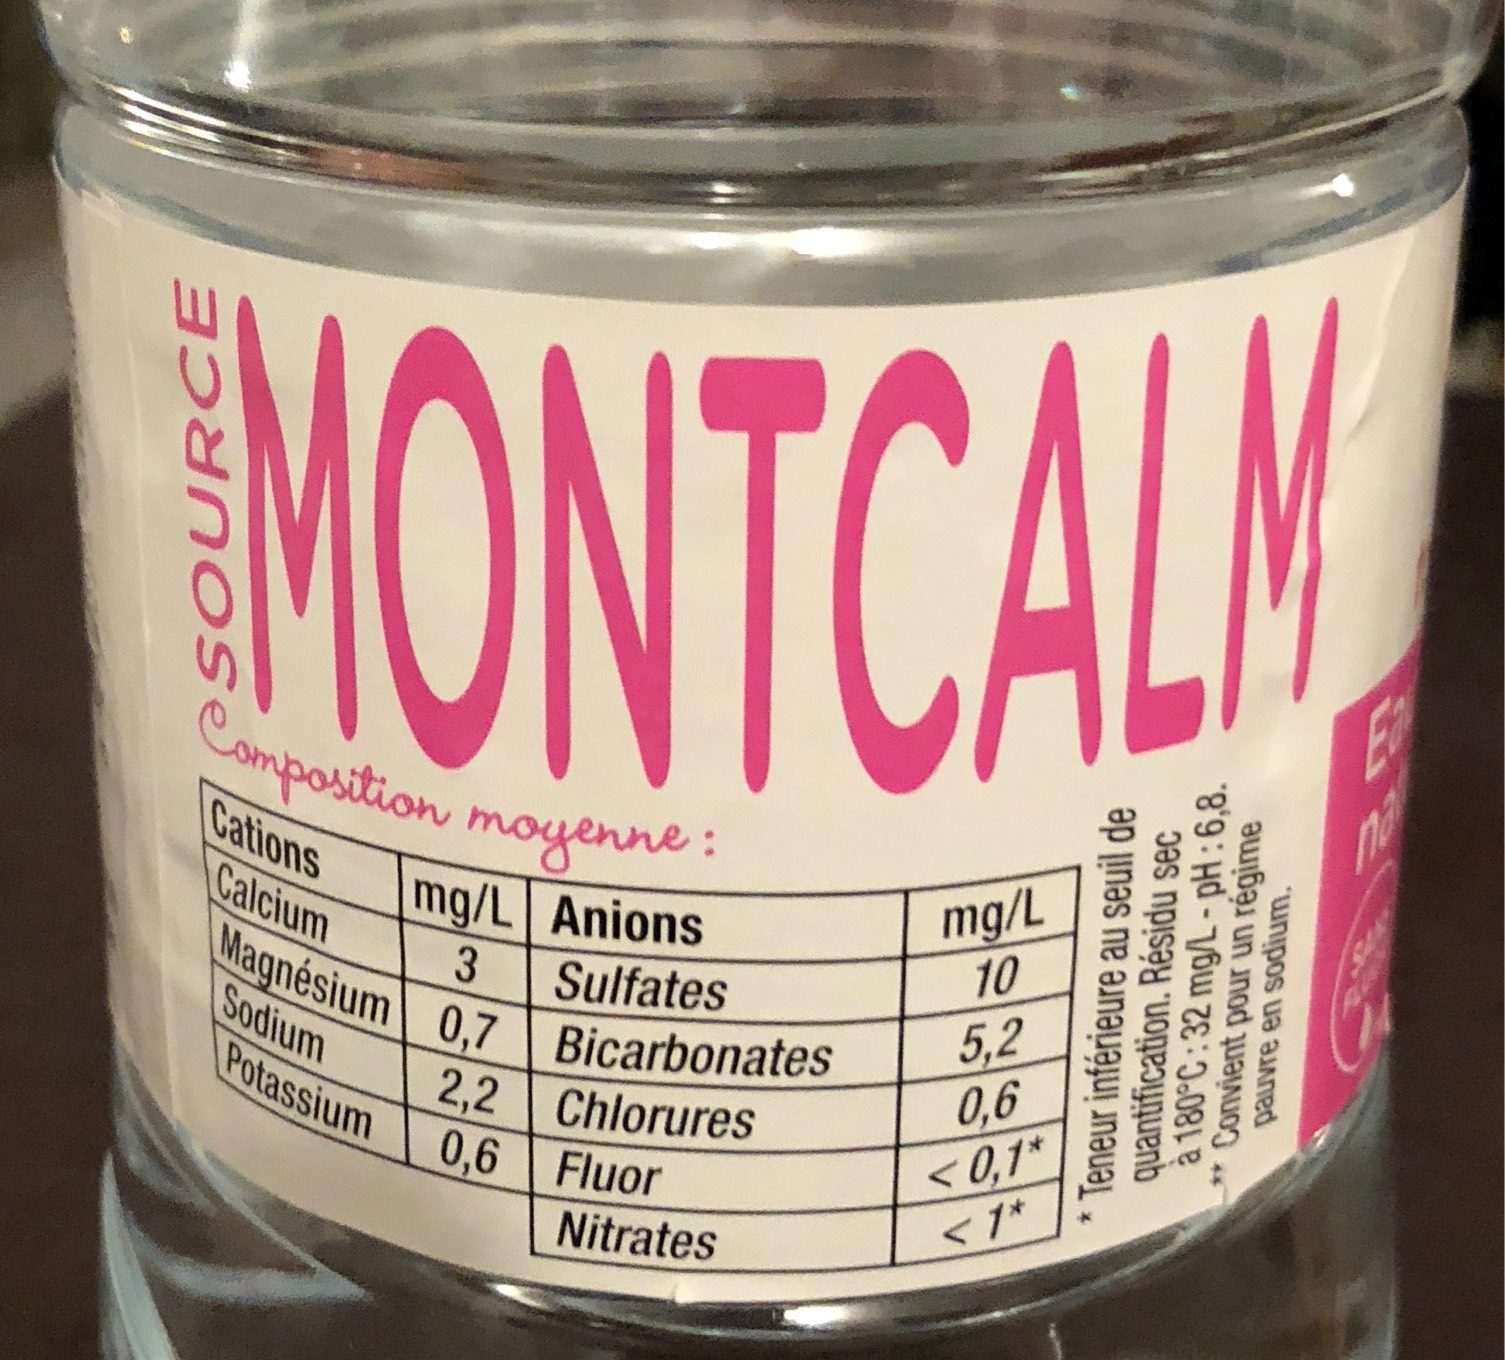 SOURCE
MONTCALM
Composition moyenne :
Cations mg/L Anions mg/L
Calcium 3 Sulfates 10
Magnésium 0,7 Bicarbonates 5,2
Sodium 2,2 Chlorures 0,6
Potassium 0,6 Fluor < 0,1*
Nitrates < 1*
* Teneur inférieure au seuil de
quantification. Résidu sec
à 180°C : 32 mg/L - pH : 6,8.
** Convient pour un régime
pauvre en sodium.